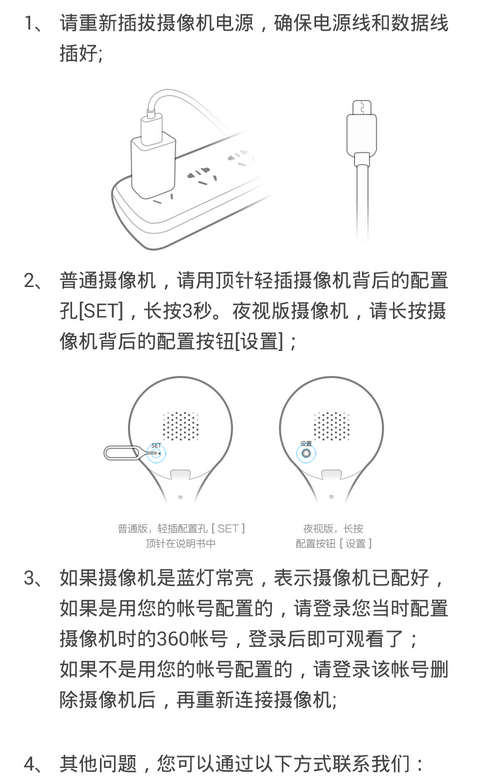 1、 请重新插拔摄像机电源，确保电源线和数据线
插好;
2、 普通摄像机，请用顶针轻插摄像机背后的配置
孔[SET]，长按3秒。夜视版摄像机，请长按摄
像机背后的配置按钮[设置]；
SET
设置
普通版，轻插配置孔［SET］
顶针在说明书中
夜视版，长按
配置按钮［设置］
3、 如果摄像机是蓝灯常亮，表示摄像机已配好，
如果是用您的帐号配置的，请登录您当时配置
摄像机时的360帐号，登录后即可观看了；
如果不是用您的帐号配置的，请登录该帐号删
除摄像机后，再重新连接摄像机;
4、 其他问题，您可以通过以下方式联系我们：